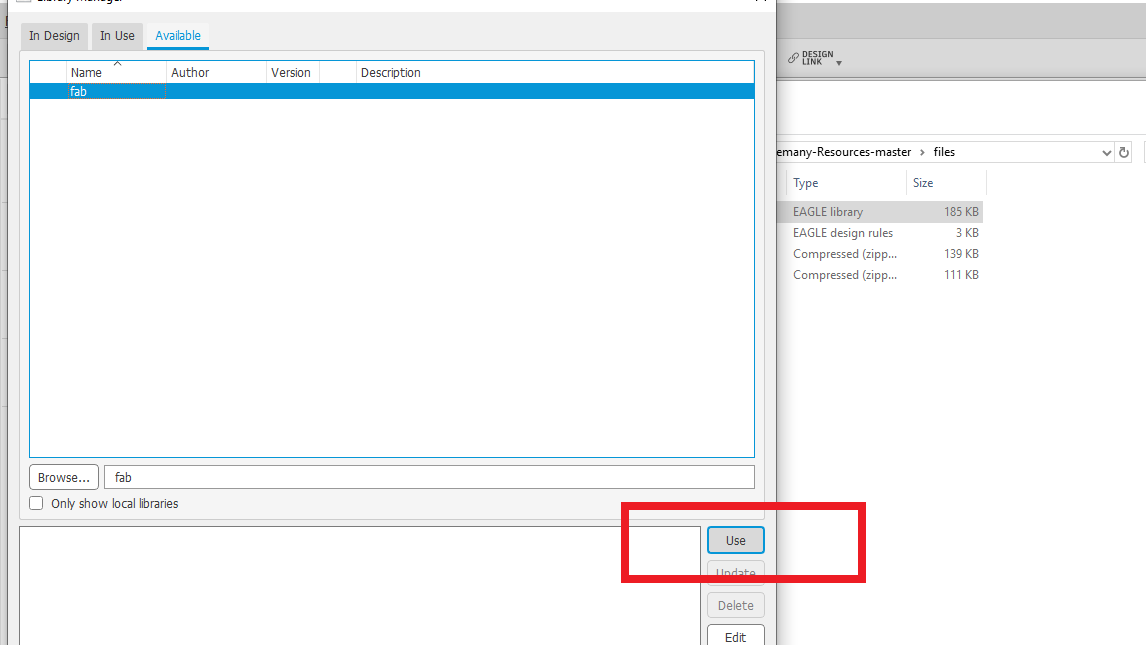 Library Manager
In Design In Use Available
Name Author Version Description
fab
Browse... fab
Only show local libraries
Use
Update
Delete
Edit
DESIGN
LINK
emany-Resources-master > files
Type Size
EAGLE library 185 KB
EAGLE design rules 3 KB
Compressed (zipp... 139 KB
Compressed (zipp... 111 KB